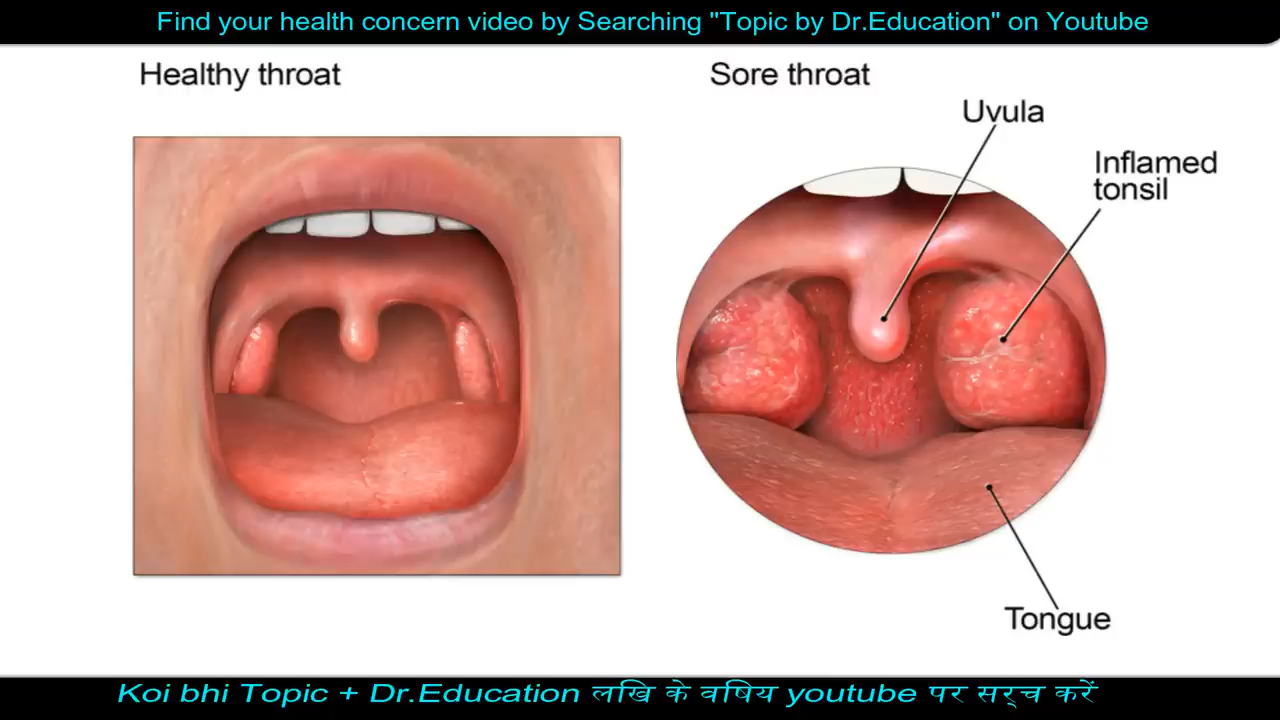 Find your health concern video by Searching "Topic by Dr.Education" on Youtube
Healthy throat
Sore throat
Uvula
Inflamed
tonsil
Tongue
Koi bhi Topic + Dr.Education लखि के वषिय youtube पर सर्च करें